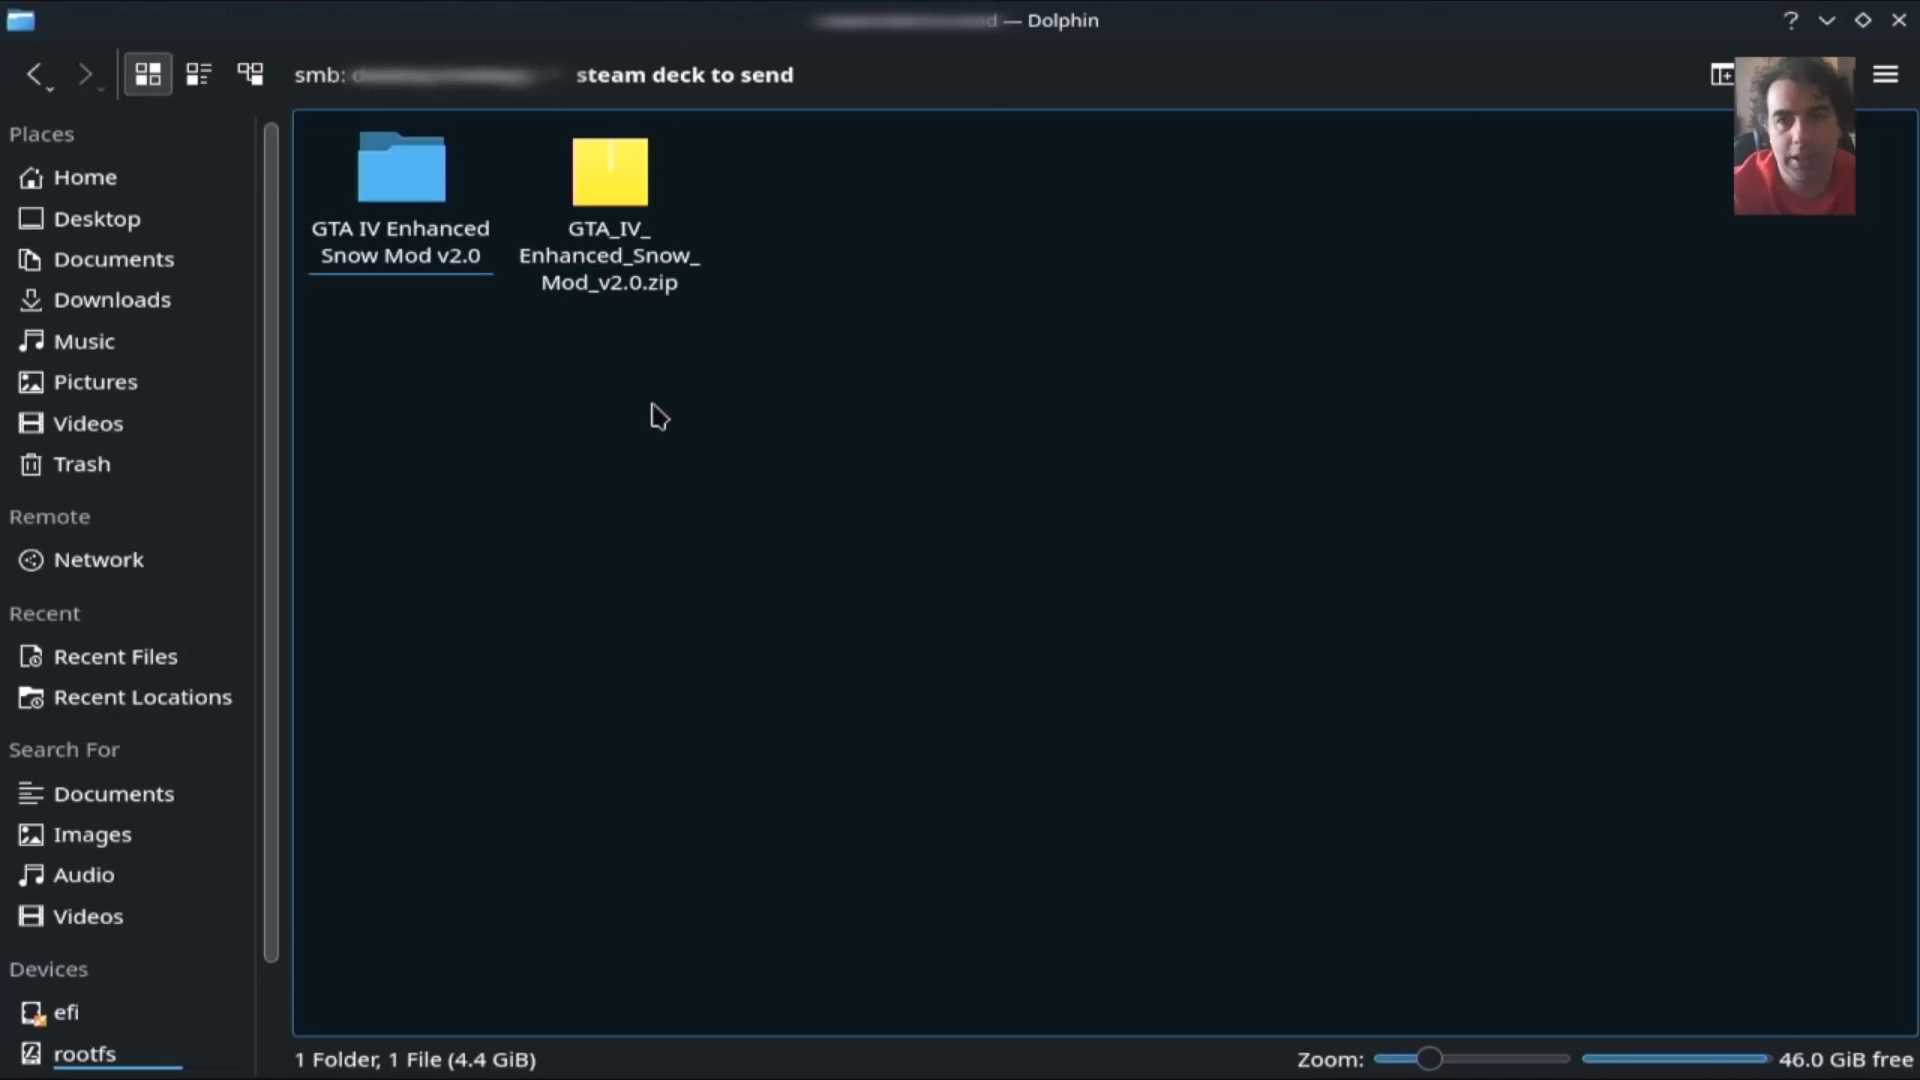 — Dolphin
smb:
steam deck to send
Places
Home
Desktop
Documents
Downloads
Music
Pictures
Videos
Trash
Remote
Network
Recent
Recent Files
Recent Locations
Search For
Documents
Images
Audio
Videos
Devices
efi
rootfs
GTA IV Enhanced
Snow Mod v2.0
GTA_IV_
Enhanced_Snow_
Mod_v2.0.zip
1 Folder, 1 File (4.4 GiB)
Zoom:
46.0 GiB free